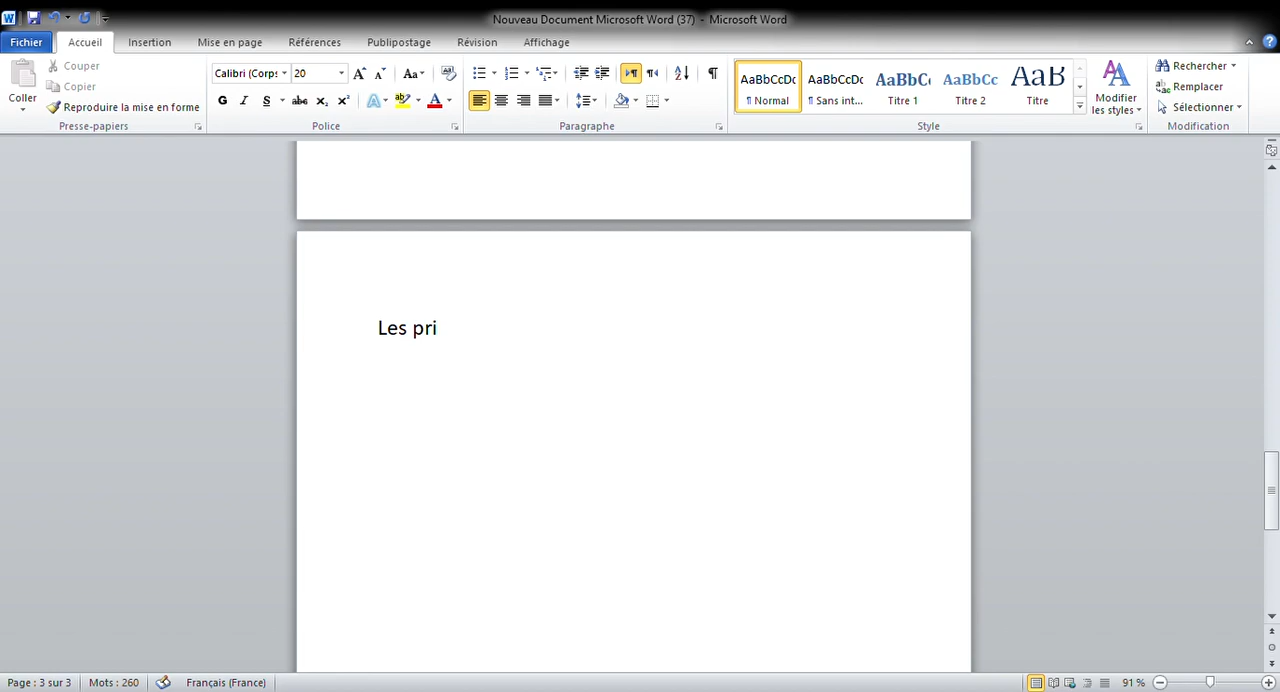 Nouveau Document Microsoft Word (37) - Microsoft Word
Fichier Accueil Insertion Mise en page Références Publipostage Révision Affichage
Coller
Couper
Copier
Reproduire la mise en forme
Presse-papiers
Calibri (Corps 20
Police
Paragraphe
AaBbCcDc AaBbCcDc AaBbC AaBbCc AaB
¶ Normal ¶ Sans int... Titre 1 Titre 2 Titre
Modifier
les styles
Style
Rechercher
Remplacer
Sélectionner
Modification
Les pri
Page : 3 sur 3 Mots : 260 Français (France) 91 %